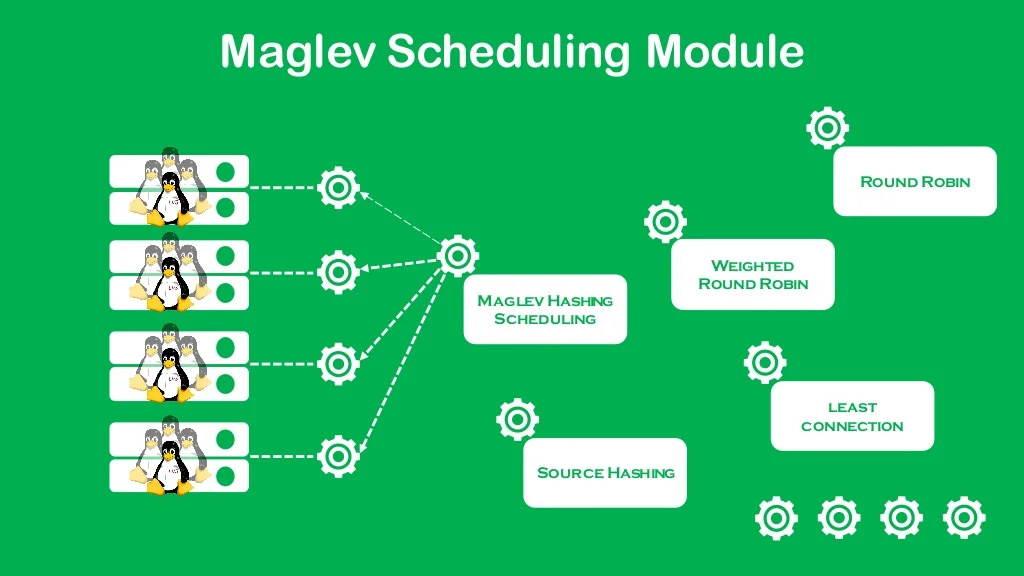 Maglev Scheduling Module
ROUND ROBIN
WEIGHTED
ROUND ROBIN
MAGLEV HASHING
SCHEDULING
LEAST
CONNECTION
SOURCE HASHING